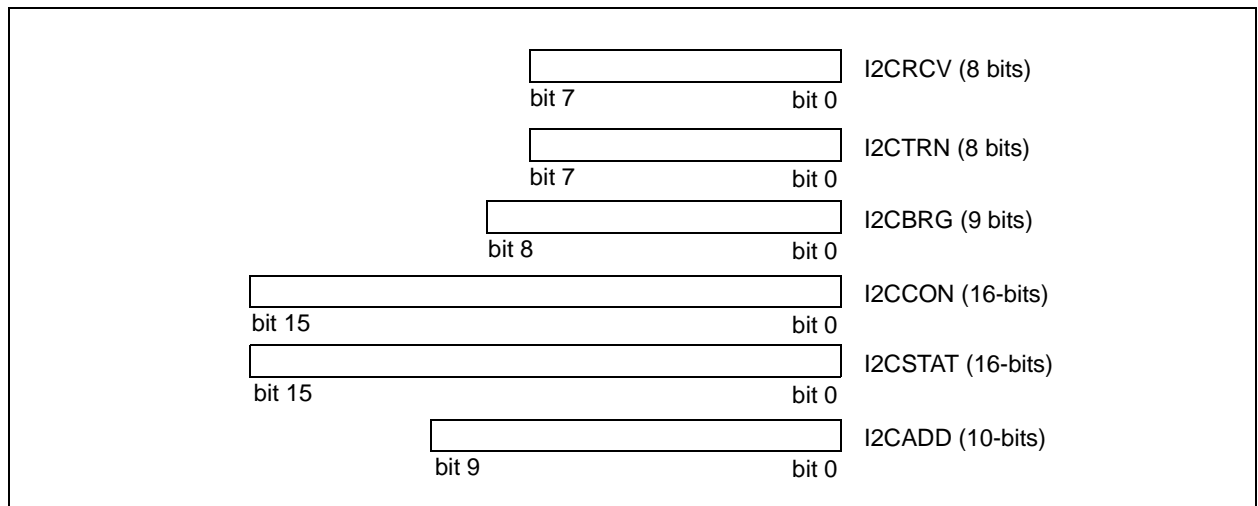 I2CRCV (8 bits)
bit 7 bit 0
I2CTRN (8 bits)
bit 7 bit 0
I2CBRG (9 bits)
bit 8 bit 0
I2CCON (16-bits)
bit 15 bit 0
I2CSTAT (16-bits)
bit 15 bit 0
I2CADD (10-bits)
bit 9 bit 0